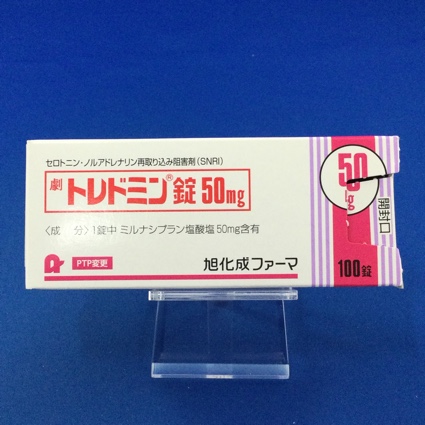 セロトニン・ノルアドレナリン再取り込み阻害剤(SNRI)
劇 トレドミン®錠50mg
〈成 分〉1錠中 ミルナシプラン塩酸塩50mg含有
PTP変更
旭化成ファーマ
50
mg
開封口
100錠